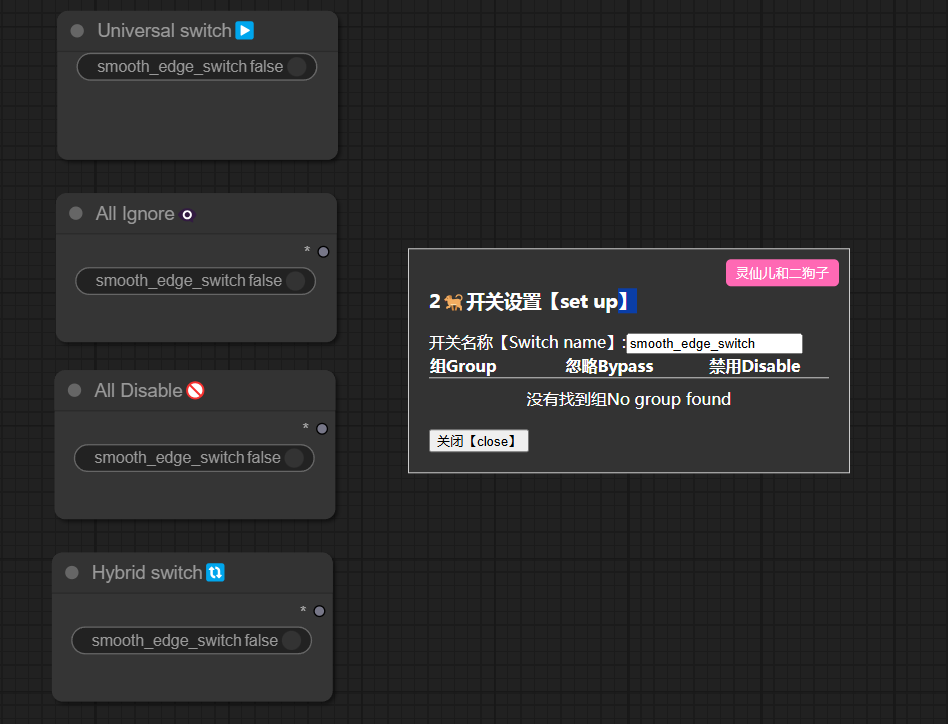 Universal switch▶️
smooth_edge_switch false
All Ignore
*
smooth_edge_switch false
All Disable🚫
*
smooth_edge_switch false
Hybrid switch🔃
*
smooth_edge_switch false
灵仙儿和二狗子
2🐕开关设置【set up】
开关名称【Switch name】:smooth_edge_switch
组Group 忽略Bypass 禁用Disable
没有找到组No group found
关闭【close】